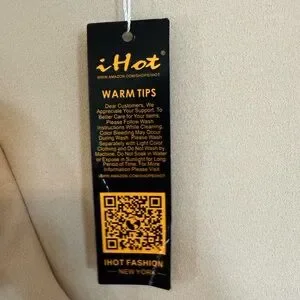 iHot®
WWW.AMAZON.COM/SHOP/EIHOT
WARM TIPS
Dear Customers, We
Appreciate Your Support. To
Better Care for Your Items,
Please Follow Wash
Instructions While Cleaning.
Color Bleeding May Occur
During Wash. Please Wash
Separately with Light Color
Clothing and Do Not Wash by
Machine. Do Not Soak in Water
or Expose in Sunlight for Long
Period of Time. For More
Information Please Visit
IHOT FASHION
NEW YORK